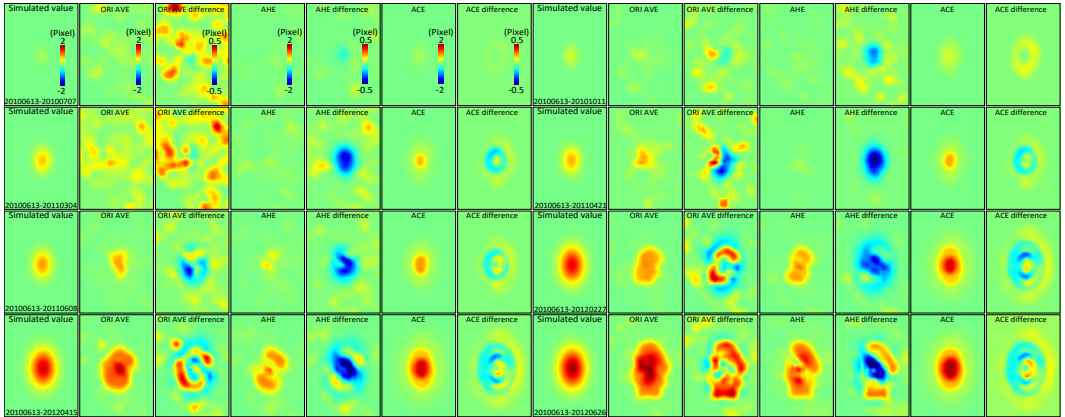 Simulated value ORI AVE ORI AVE difference AHE AHE difference ACE ACE difference Simulated value ORI AVE ORI AVE difference AHE AHE difference ACE ACE difference
(Pixel) (Pixel) (Pixel) (Pixel) (Pixel) (Pixel)
2 2 0.5 2 0.5 2
-2 -2 -0.5 -2 -0.5 -2
20100613-20100707 20100613-20101011
Simulated value ORI AVE ORI AVE difference AHE AHE difference ACE ACE difference Simulated value ORI AVE ORI AVE difference AHE AHE difference ACE ACE difference
20100613-20110304 20100613-20110421
Simulated value ORI AVE ORI AVE difference AHE AHE difference ACE ACE difference Simulated value ORI AVE ORI AVE difference AHE AHE difference ACE ACE difference
20100613-20110608 20100613-20120227
Simulated value ORI AVE ORI AVE difference AHE AHE difference ACE ACE difference Simulated value ORI AVE ORI AVE difference AHE AHE difference ACE ACE difference
20100613-20120415 20100613-20120626